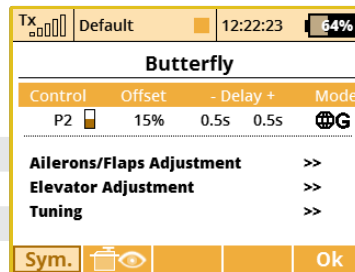 Tx Default 12:22:23 64%
Butterfly
Control Offset - Delay + Mode
P2 15% 0.5s 0.5s G
Ailerons/Flaps Adjustment >>
Elevator Adjustment >>
Tuning >>
Sym. Ok